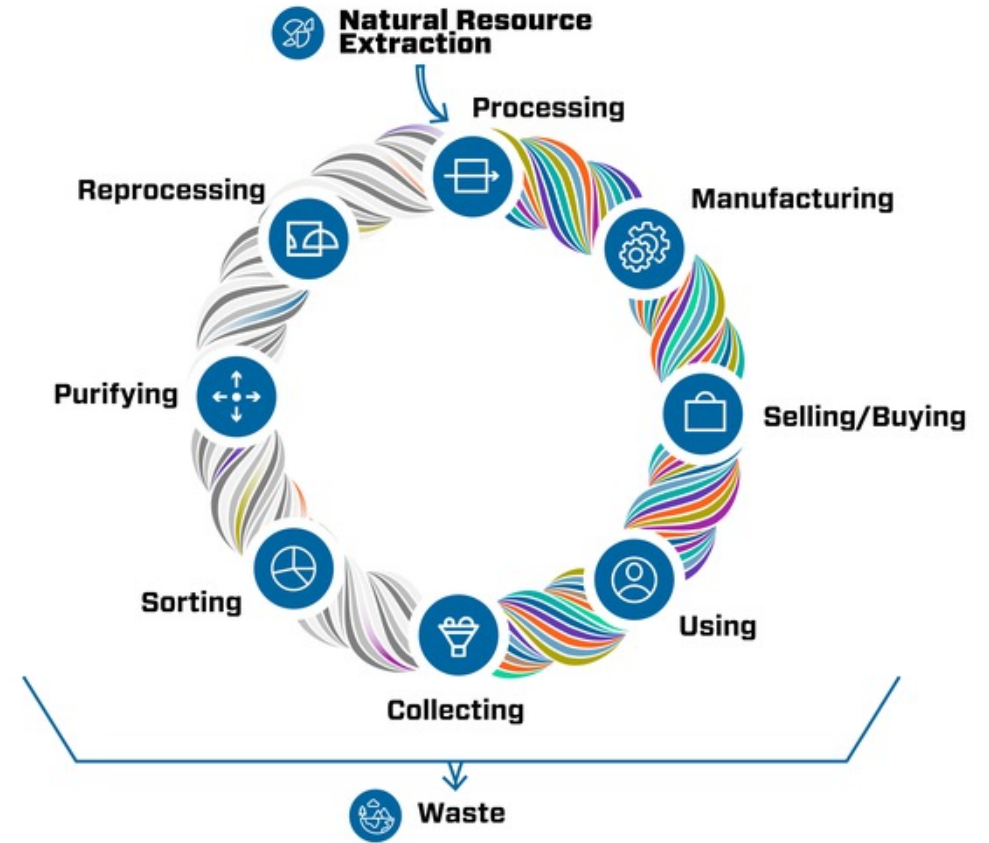 Natural Resource
Extraction
Processing
Manufacturing
Selling/Buying
Using
Collecting
Sorting
Purifying
Reprocessing
Waste